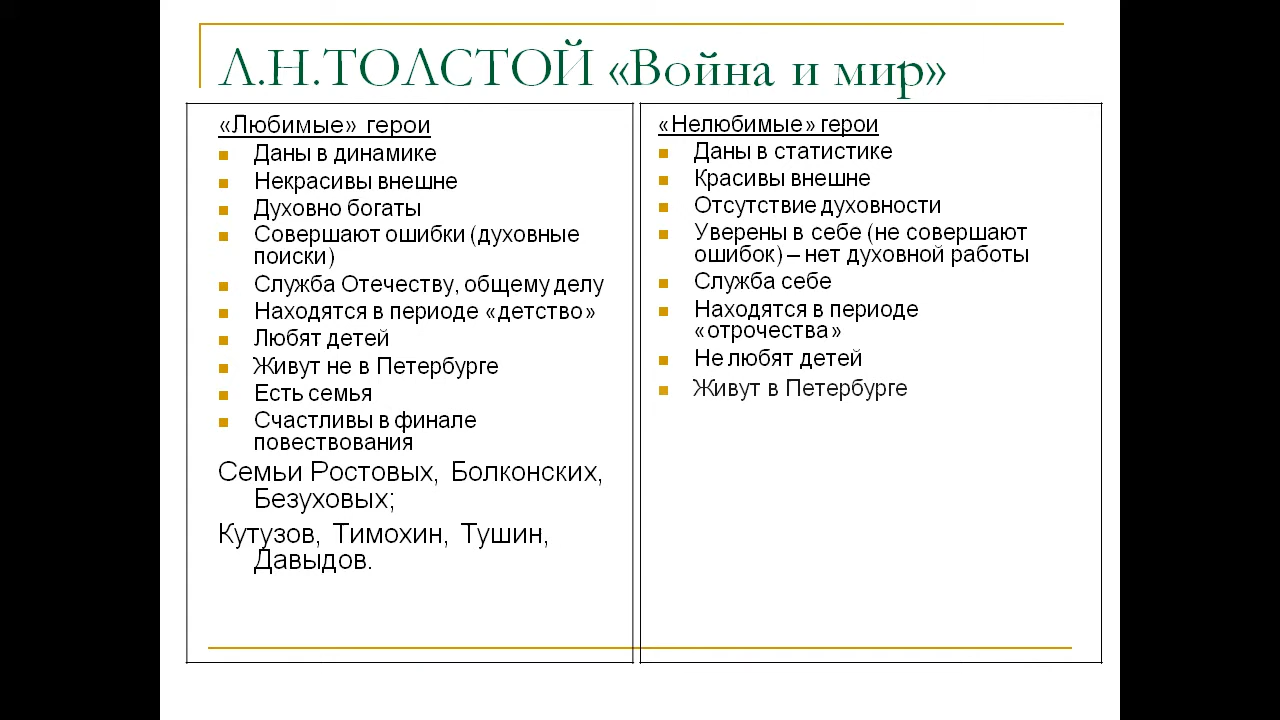 Л.Н.ТОЛСТОЙ «Война и мир»
«Любимые» герои
Даны в динамике
Некрасивы внешне
Духовно богаты
Совершают ошибки (духовные
поиски)
Служба Отечеству, общему делу
Находятся в периоде «детство»
Любят детей
Живут не в Петербурге
Есть семья
Счастливы в финале
повествования
Семьи Ростовых, Болконских,
Безуховых;
Кутузов, Тимохин, Тушин,
Давыдов.
«Нелюбимые» герои
Даны в статистике
Красивы внешне
Отсутствие духовности
Уверены в себе (не совершают
ошибок) – нет духовной работы
Служба себе
Находятся в периоде
«отрочества»
Не любят детей
Живут в Петербурге